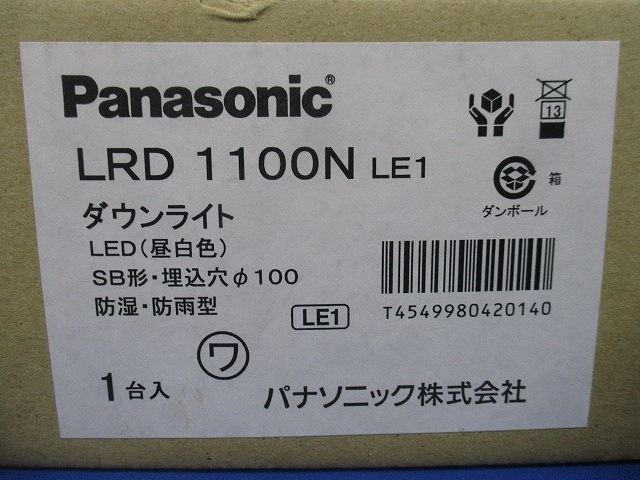 Panasonic®
LRD 1100N LE1
ダウンライト
LED(昼白色)
SB形・埋込穴φ100
防湿・防雨型
LE1
ワ
1台入
13
箱
ダンボール
T4549980420140
パナソニック株式会社